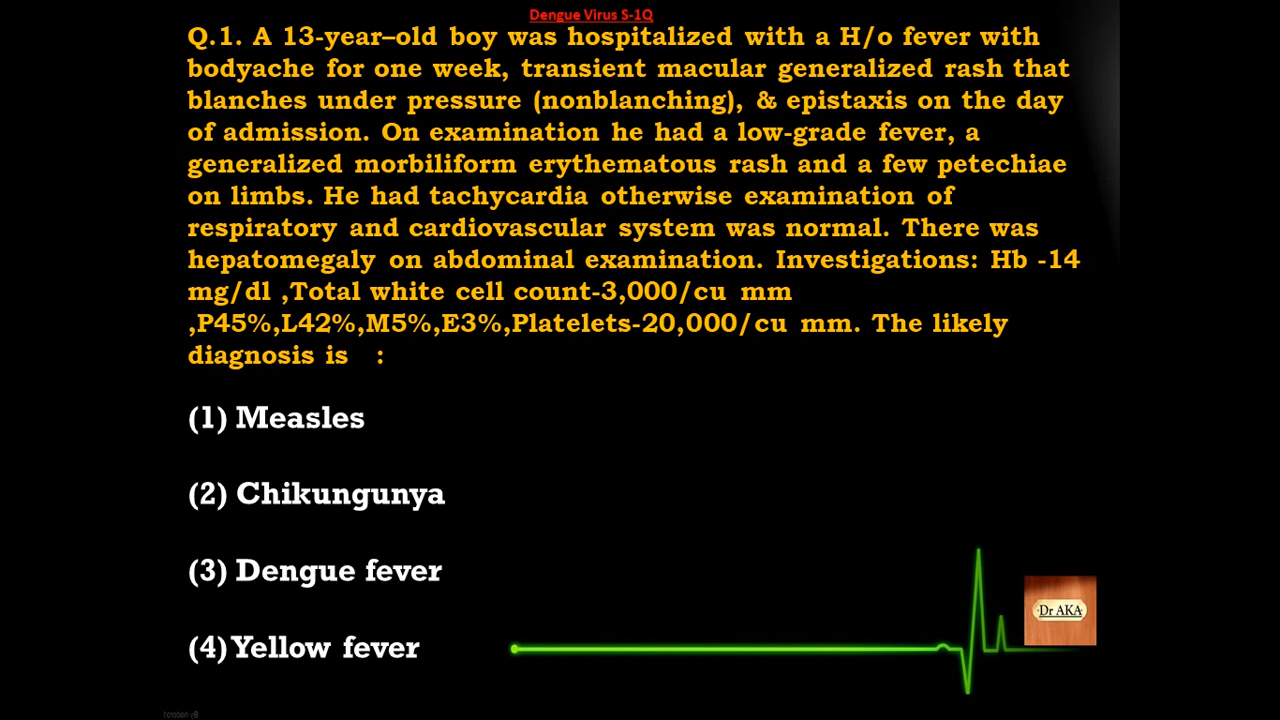 Dengue Virus S-1Q
Q.1. A 13-year–old boy was hospitalized with a H/o fever with
bodyache for one week, transient macular generalized rash that
blanches under pressure (nonblanching), & epistaxis on the day
of admission. On examination he had a low-grade fever, a
generalized morbiliform erythematous rash and a few petechiae
on limbs. He had tachycardia otherwise examination of
respiratory and cardiovascular system was normal. There was
hepatomegaly on abdominal examination. Investigations: Hb -14
mg/dl ,Total white cell count-3,000/cu mm
,P45%,L42%,M5%,E3%,Platelets-20,000/cu mm. The likely
diagnosis is :
(1) Measles
(2) Chikungunya
(3) Dengue fever
(4) Yellow fever
Dr AKA